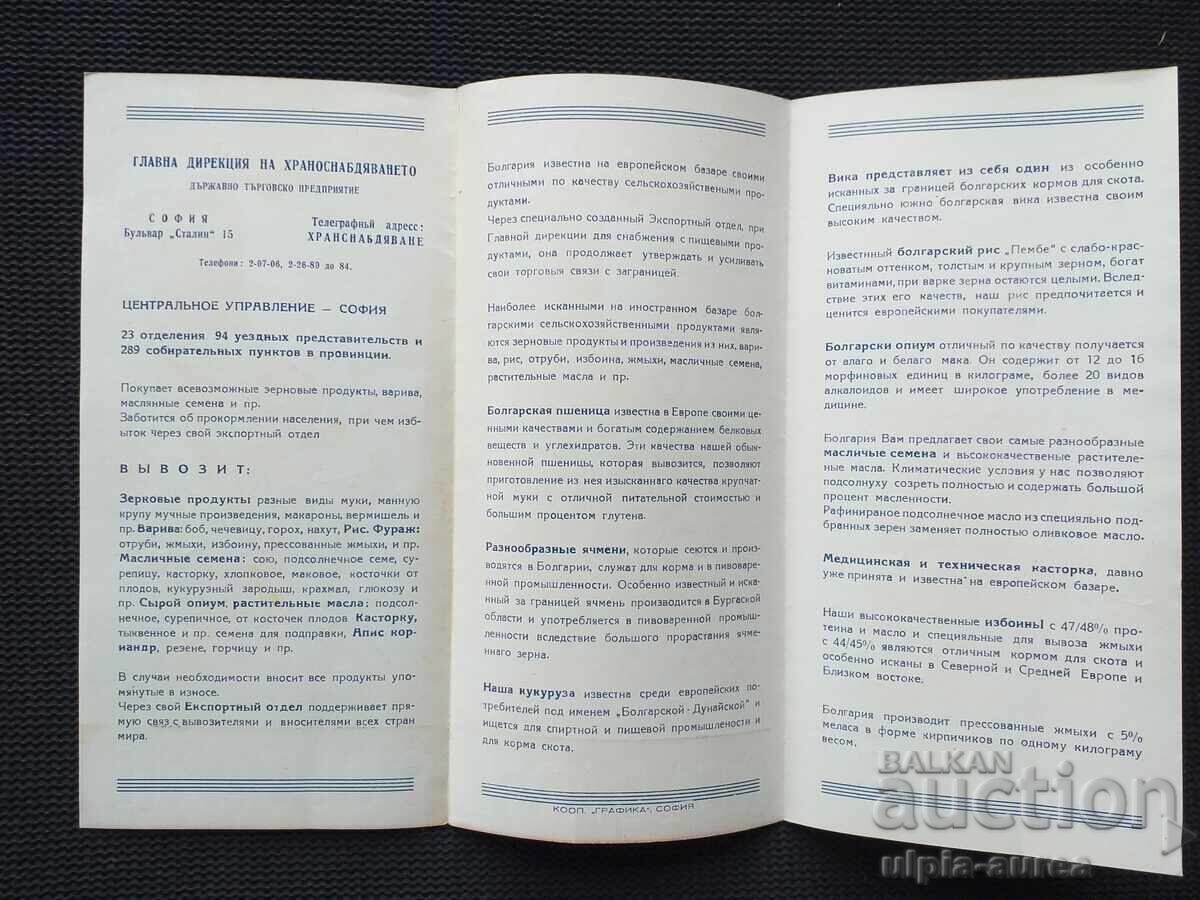 ГЛАВНА ДИРЕКЦИЯ НА ХРАНОСНАБДЯВАНЕТО
ДЪРЖАВНО ТЪРГОВСКО ПРЕДПРИЯТИЕ
СОФИЯ
Бульвар „Сталин" 15
Телеграфный адресс:
ХРАНСНАБДЯВАНЕ
Телефони: 2-07-06, 2-26-89 до 84.
ЦЕНТРАЛЬНОЕ УПРАВЛЕНИЕ — СОФИЯ
23 отделения 94 уездных представительств и
289 собирательных пунктов в провинции.
Покупает всевозможные зерновые продукты, варива,
маслянные семена и пр.
Заботится об прокормлении населения, при чем изб-
ыток через свой экспортный отдел
ВЫВОЗИТ:
Зерковые продукты разные виды муки, манную
крупу мучные произведения, макароны, вермишель и
пр. Варива: боб, чечевицу, горох, нахут, Рис. Фураж:
отруби, жмыхи, избоину, прессованные жмыхи, и пр.
Масличные семена: сою, подсолнечное семе, су-
репицу, касторку, хлопковое, маковое, косточки от
плодов, кукурузный зародыш, крахмал, глюкозу и
пр. Сырой опиум, растительные масла; подсол-
нечное, сурепичное, от косточек плодов Касторку,
тыквенное и пр. семена для подправки, Апис кор-
иандр, резене, горчицу и пр.
В случаи необходимости вносит все продукты упо-
мянутые в износе.
Через свой Експортный отдел поддерживает пря-
мую связ с вывозителями и вносителями всех стран
мира.
Болгария известна на европейском базаре своими
отличными по качеству сельскохозяйствеными про-
дуктами.
Через специально созданный Экспортный отдел, при
Главной дирекции для снабжения с пищевыми про-
дуктами, она продолжает утверждать и усиливать
свои торговыя связи с заграницей.
Наиболее исканными на иностранном базаре бол-
гарскими сельскохозяйственными продуктами явля-
ются зерновые продукты и произведения из них, вари-
ва, рис, отруби, избоина, жмыхи, масличные семена,
растительные масла и пр.
Болгарская пшеница известна в Европе своими це-
нными качествами и богатым содержанием белковых
веществ и углехидратов. Эти качества нашей обык-
новенной пшеницы, которая вывозится, позволяют
приготовление из нея изысканнаго качества крупчат-
ной муки с отличной питательной стоимостью и
большим процентом глутена.
Разнообразные ячмени, которые сеются и произ-
водятся в Болгарии, служат для корма и в пивоваре-
нной промышленности. Особенно известный и иска-
нный за границей ячмень производится в Бургаской
области и употребляется в пивоваренной промыш-
ленности вследствие большого прорастания ячме-
ннаго зерна.
Наша кукуруза известна среди европейских по-
требителей под именем „Болгарской-Дунайской" и
ищется для спиртной и пищевой промышлености и
для корма скота.
КООП. „ГРАФИКА", СОФИЯ
Вика представляет из себя один из особенно
исканных за границей болгарских кормов для скота.
Специально южно болгарская вика известна своим
высоким качеством.
Известнный болгарский рис „Пембе" с слабо-крас-
новатым оттенком, толстым и крупным зерном, богат
витаминами, при варке зерна остаются целыми. Вслед-
ствие этих его качеств, наш рис предпочитается и
ценится европейскими покупателями.
Болгарски опиум отличный по качеству получается
от алаго и белаго мака. Он содержит от 12 до 16
морфиновых единиц в килограме, более 20 видов
алкалоидов и имеет широкое употребление в ме-
дицине.
Болгария Вам предлагает свои самые разнообразные
масличные семена и высококачественые растителе-
ные масла. Климатические условия у нас позволяют
подсолнуху созреть полностью и содержать большой
процент масленности.
Рафинираное подсолнечное масло из специяльно под-
бранных зерен заменяет полностью оливковое масло.
Медицинская и техническая касторка, давно
уже принята и известна на европейском базаре.
Наши высококачественные избоины с 47/48% про-
теина и масло и специяльные для вывоза жмыхи
с 44/45% являются отличным кормом для скота и
особенно исканы в Северной и Средней Европе и
Близком востоке.
Болгария производит прессованные жмыхи с 5%
меласа в форме кирпичиков по одному килограму
весом.
BALKAN
auction
ulpia-aurea